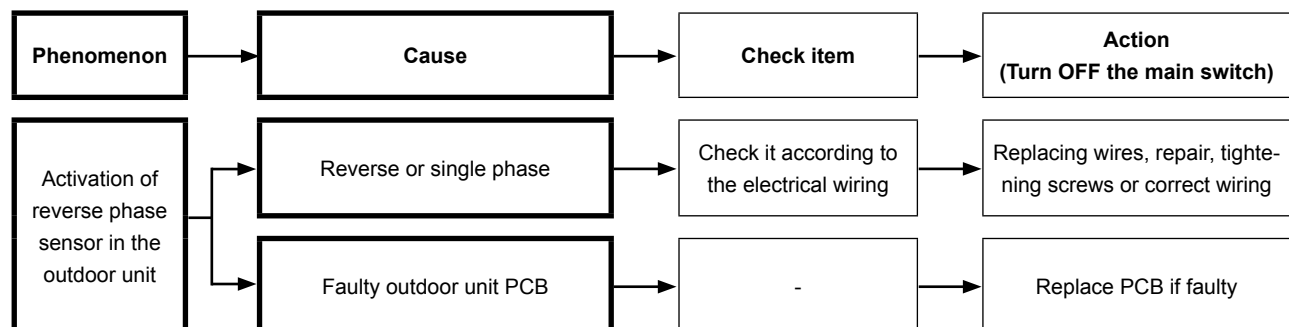 Phenomenon
Cause
Check item
Action
(Turn OFF the main switch)
Activation of
reverse phase
sensor in the
outdoor unit
Reverse or single phase
Check it according to
the electrical wiring
Replacing wires, repair, tighte-
ning screws or correct wiring
Faulty outdoor unit PCB
-
Replace PCB if faulty